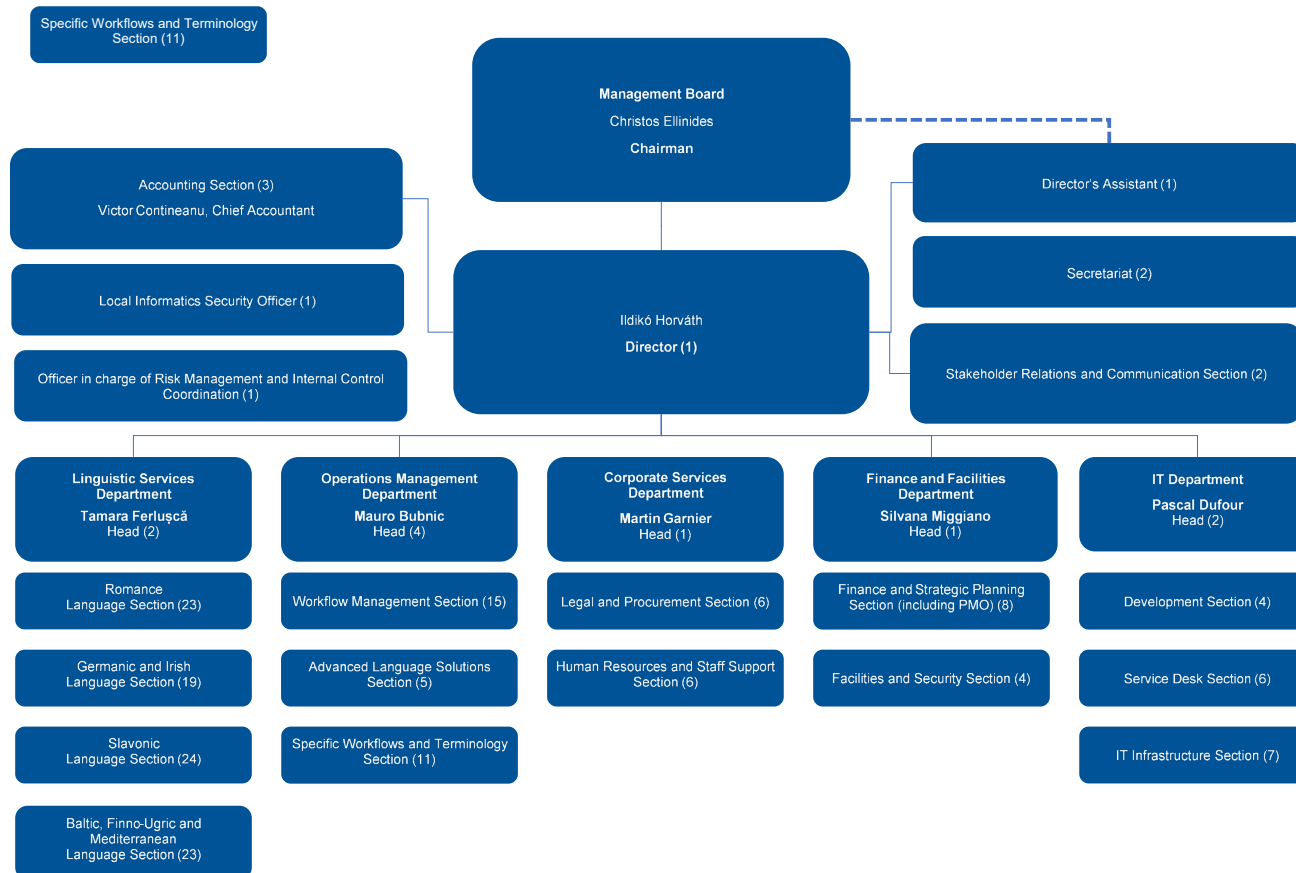 Specific Workflows and Terminology
Section (11)
Management Board
Christos Ellinides
Chairman
Accounting Section (3)
Victor Contineanu, Chief Accountant
Director's Assistant (1)
Local Informatics Security Officer (1)
Secretariat (2)
Ildikó Horváth
Director (1)
Officer in charge of Risk Management and Internal Control
Coordination (1)
Stakeholder Relations and Communication Section (2)
Linguistic Services
Department
Tamara Ferlușcă
Head (2)
Operations Management
Department
Mauro Bubnic
Head (4)
Corporate Services
Department
Martin Garnier
Head (1)
Finance and Facilities
Department
Silvana Miggiano
Head (1)
IT Department
Pascal Dufour
Head (2)
Romance
Language Section (23)
Workflow Management Section (15)
Legal and Procurement Section (6)
Finance and Strategic Planning
Section (including PMO) (8)
Development Section (4)
Germanic and Irish
Language Section (19)
Advanced Language Solutions
Section (5)
Human Resources and Staff Support
Section (6)
Facilities and Security Section (4)
Service Desk Section (6)
Slavonic
Language Section (24)
Specific Workflows and Terminology
Section (11)
IT Infrastructure Section (7)
Baltic, Finno-Ugric and
Mediterranean
Language Section (23)